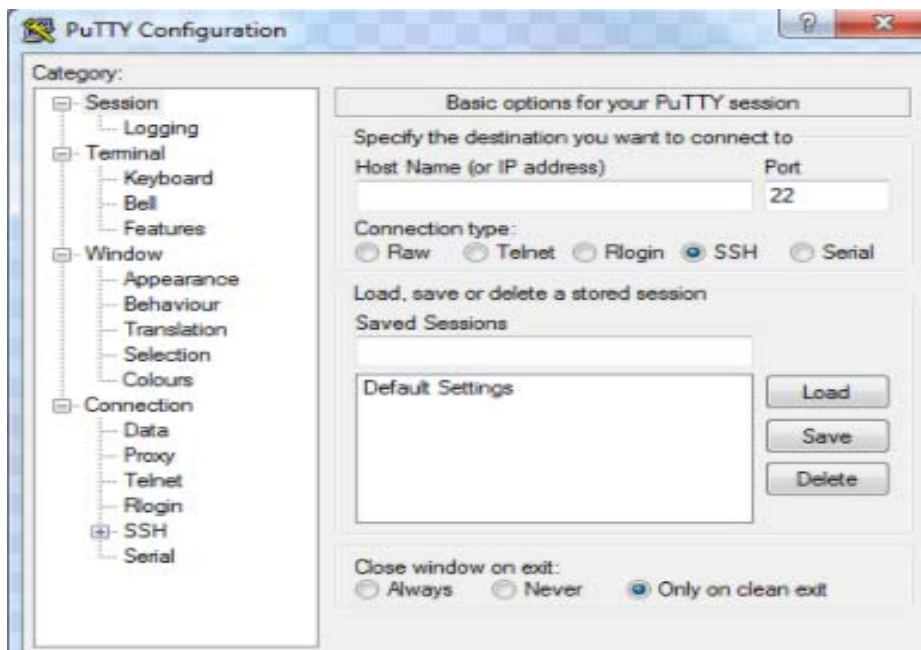 PuTTY Configuration
?
X
Category:
Session
Logging
Terminal
Keyboard
Bell
Features
Window
Appearance
Behaviour
Translation
Selection
Colours
Connection
Data
Proxy
Telnet
Rlogin
SSH
Serial
Basic options for your PuTTY session
Specify the destination you want to connect to
Host Name (or IP address) Port
22
Connection type:
Raw Telnet Rlogin SSH Serial
Load, save or delete a stored session
Saved Sessions
Default Settings
Load
Save
Delete
Close window on exit:
Always Never Only on clean exit